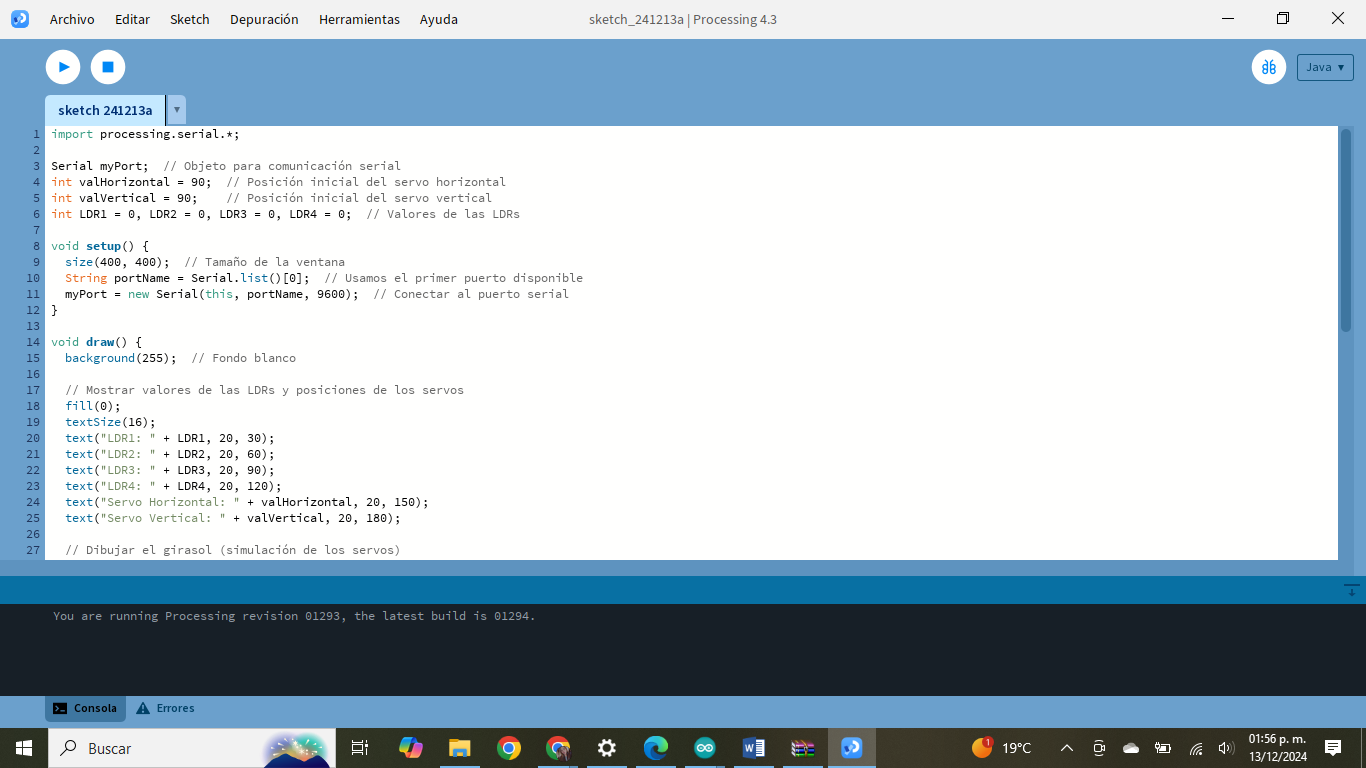 Archivo Editar Sketch Depuración Herramientas Ayuda sketch_241213a | Processing 4.3
Java ▾
sketch 241213a ▾
1 import processing.serial.*;
2
3 Serial myPort;  // Objeto para comunicación serial
4 int valHorizontal = 90;  // Posición inicial del servo horizontal
5 int valVertical = 90;    // Posición inicial del servo vertical
6 int LDR1 = 0, LDR2 = 0, LDR3 = 0, LDR4 = 0;  // Valores de las LDRs
7
8 void setup() {
9   size(400, 400);  // Tamaño de la ventana
10   String portName = Serial.list()[0];  // Usamos el primer puerto disponible
11   myPort = new Serial(this, portName, 9600);  // Conectar al puerto serial
12 }
13
14 void draw() {
15   background(255);  // Fondo blanco
16
17   // Mostrar valores de las LDRs y posiciones de los servos
18   fill(0);
19   textSize(16);
20   text("LDR1: " + LDR1, 20, 30);
21   text("LDR2: " + LDR2, 20, 60);
22   text("LDR3: " + LDR3, 20, 90);
23   text("LDR4: " + LDR4, 20, 120);
24   text("Servo Horizontal: " + valHorizontal, 20, 150);
25   text("Servo Vertical: " + valVertical, 20, 180);
26
27   // Dibujar el girasol (simulación de los servos)
You are running Processing revision 01293, the latest build is 01294.
Consola Errores
Buscar 1 19°C 01:56 p. m.
13/12/2024